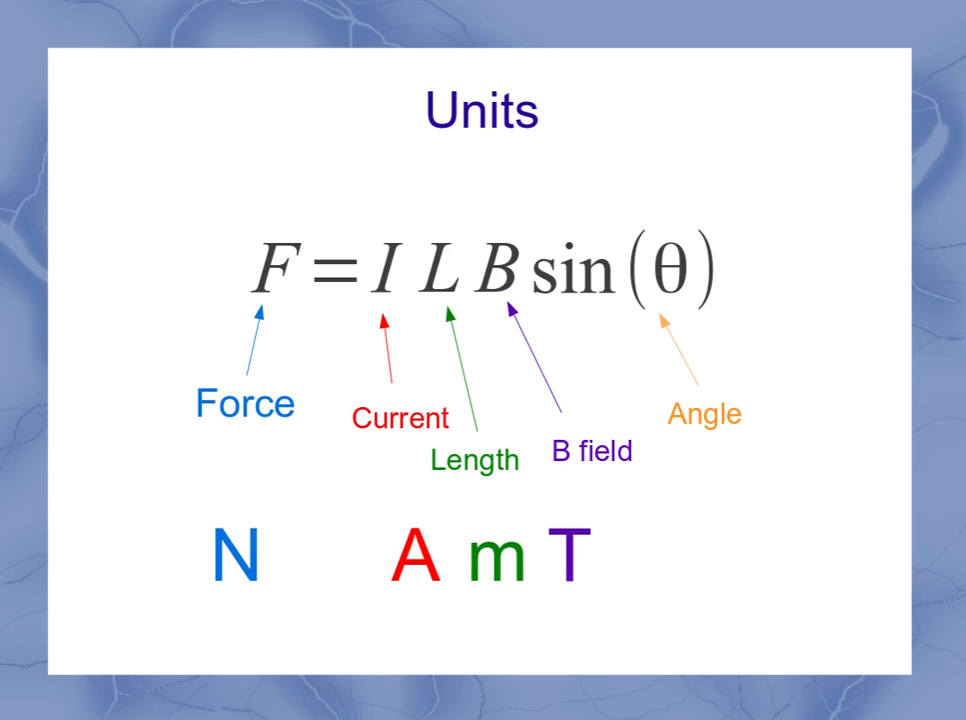 Units
F = I L B sin (θ)
Force
Current
Length
B field
Angle
N A m T